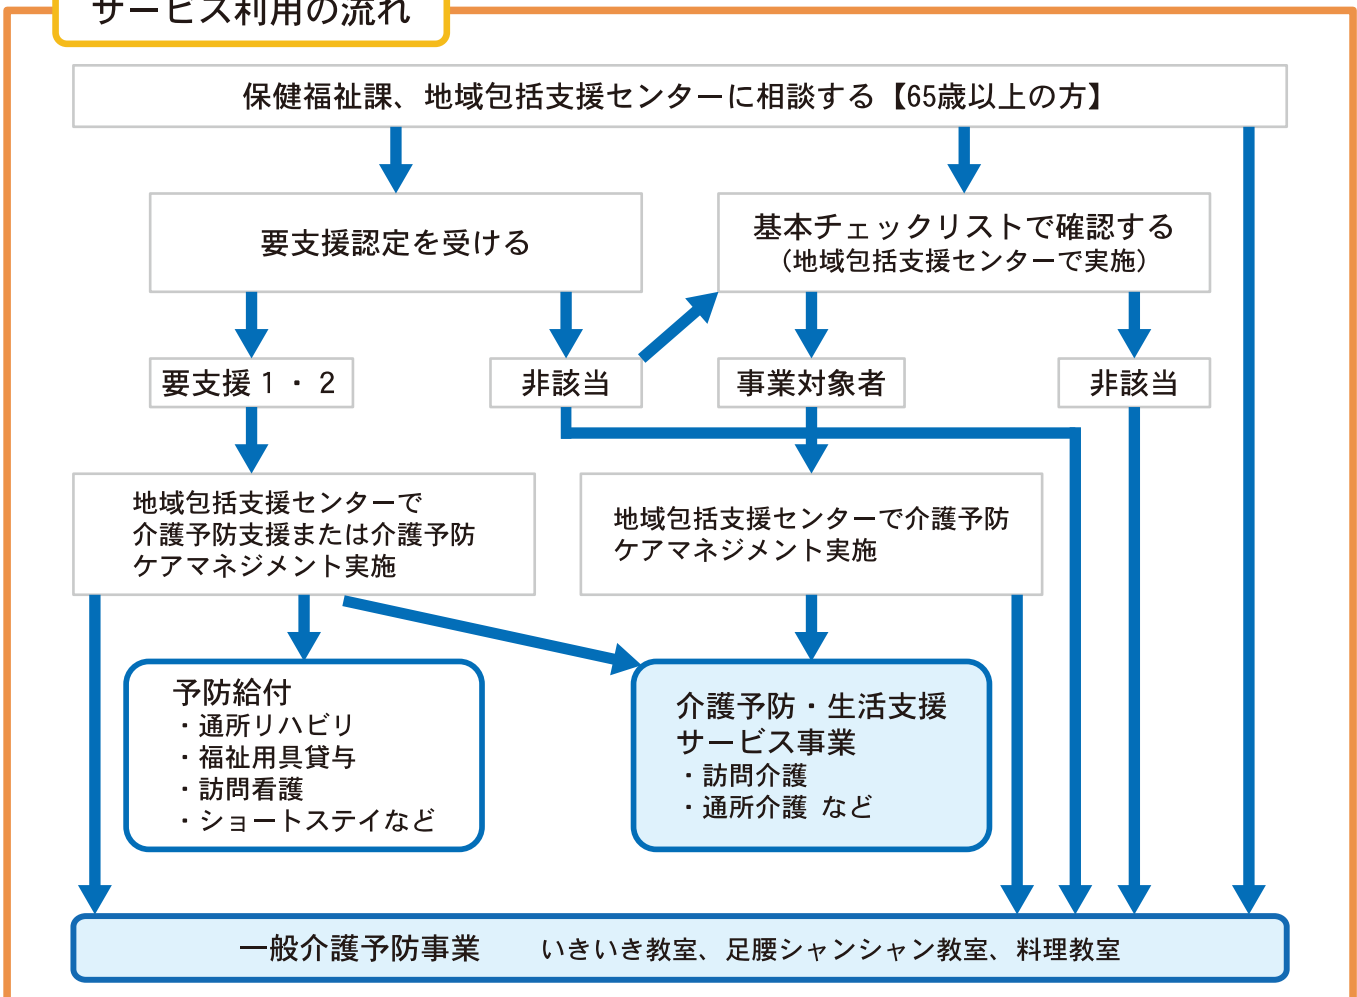 サービス利用の流れ
保健福祉課、地域包括支援センターに相談する【65歳以上の方】
要支援認定を受ける
基本チェックリストで確認する
（地域包括支援センターで実施）
要支援１・２
非該当
事業対象者
非該当
地域包括支援センターで
介護予防支援または介護予防
ケアマネジメント実施
地域包括支援センターで介護予防
ケアマネジメント実施
予防給付
・通所リハビリ
・福祉用具貸与
・訪問看護
・ショートステイなど
介護予防・生活支援
サービス事業
・訪問介護
・通所介護 など
一般介護予防事業　いきいき教室、足腰シャンシャン教室、料理教室